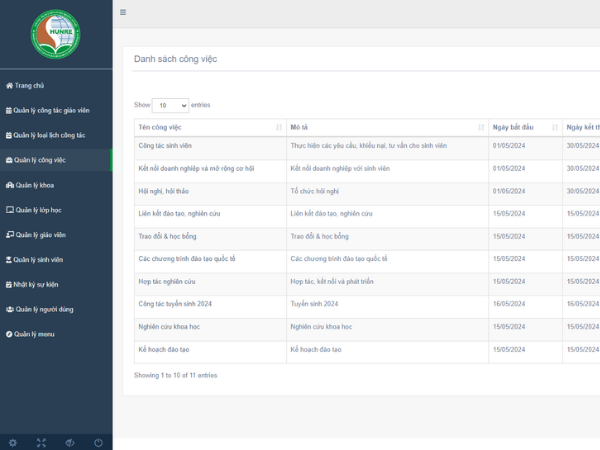 HUNRE
Trang chủ
Quản lý công tác giáo viên
Quản lý loại lịch công tác
Quản lý công việc
Quản lý khoa
Quản lý lớp học
Quản lý giáo viên
Quản lý sinh viên
Nhật ký sự kiện
Quản lý người dùng
Quản lý menu
Danh sách công việc
Show 10 entries
Tên công việc Mô tả Ngày bắt đầu Ngày kết th
Công tác sinh viên Thực hiện các yêu cầu, khiếu nại, tư vấn cho sinh viên 01/05/2024 30/05/2024
Kết nối doanh nghiệp và mở rộng cơ hội Kết nối doanh nghiệp với sinh viên 01/05/2024 30/05/2024
Hội nghị, hội thảo Tổ chức hội nghị 01/05/2024 30/05/2024
Liên kết đào tạo, nghiên cứu Liên kết đào tạo, nghiên cứu 15/05/2024 15/05/2024
Trao đổi & học bổng Trao đổi & học bổng 15/05/2024 15/05/2024
Các chương trình đào tạo quốc tế Các chương trình đào tạo quốc tế 15/05/2024 15/05/2024
Hợp tác nghiên cứu Hợp tác, kết nối và phát triển 15/05/2024 15/05/2024
Công tác tuyển sinh 2024 Tuyển sinh 2024 16/05/2024 16/05/2024
Nghiên cứu khoa học Nghiên cứu khoa học 15/05/2024 15/05/2024
Kế hoạch đào tạo Kế hoạch đào tạo 15/05/2024 15/05/2024
Showing 1 to 10 of 11 entries